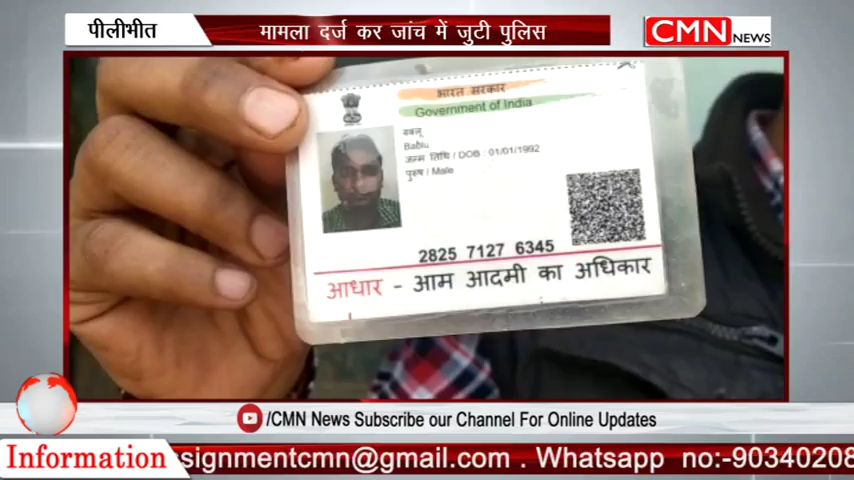 पीलीभीत
मामला दर्ज कर जांच में जुटी पुलिस
CMN NEWS
भारत सरकार
Government of India
बबलू
Bablu
जन्म तिथि / DOB : 01/01/1992
पुरुष / Male
2825 7127 6345
आधार - आम आदमी का अधिकार
/CMN News Subscribe our Channel For Online Updates
Information
signmentcmn@gmail.com . Whatsapp no:-90340208